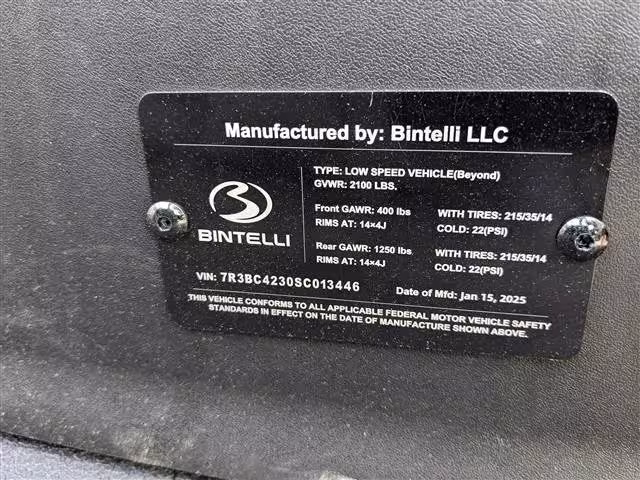 Manufactured by: Bintelli LLC
TYPE: LOW SPEED VEHICLE(Beyond)
GVWR: 2100 LBS.
Front GAWR: 400 lbs WITH TIRES: 215/35/14
RIMS AT: 14×4J COLD: 22(PSI)
BINTELLI
Rear GAWR: 1250 lbs WITH TIRES: 215/35/14
RIMS AT: 14×4J COLD: 22(PSI)
VIN: 7R3BC4230SC013446 Date of Mfd: Jan 15, 2025
THIS VEHICLE CONFORMS TO ALL APPLICABLE FEDERAL MOTOR VEHICLE SAFETY
STANDARDS IN EFFECT ON THE DATE OF MANUFACTURE SHOWN ABOVE.